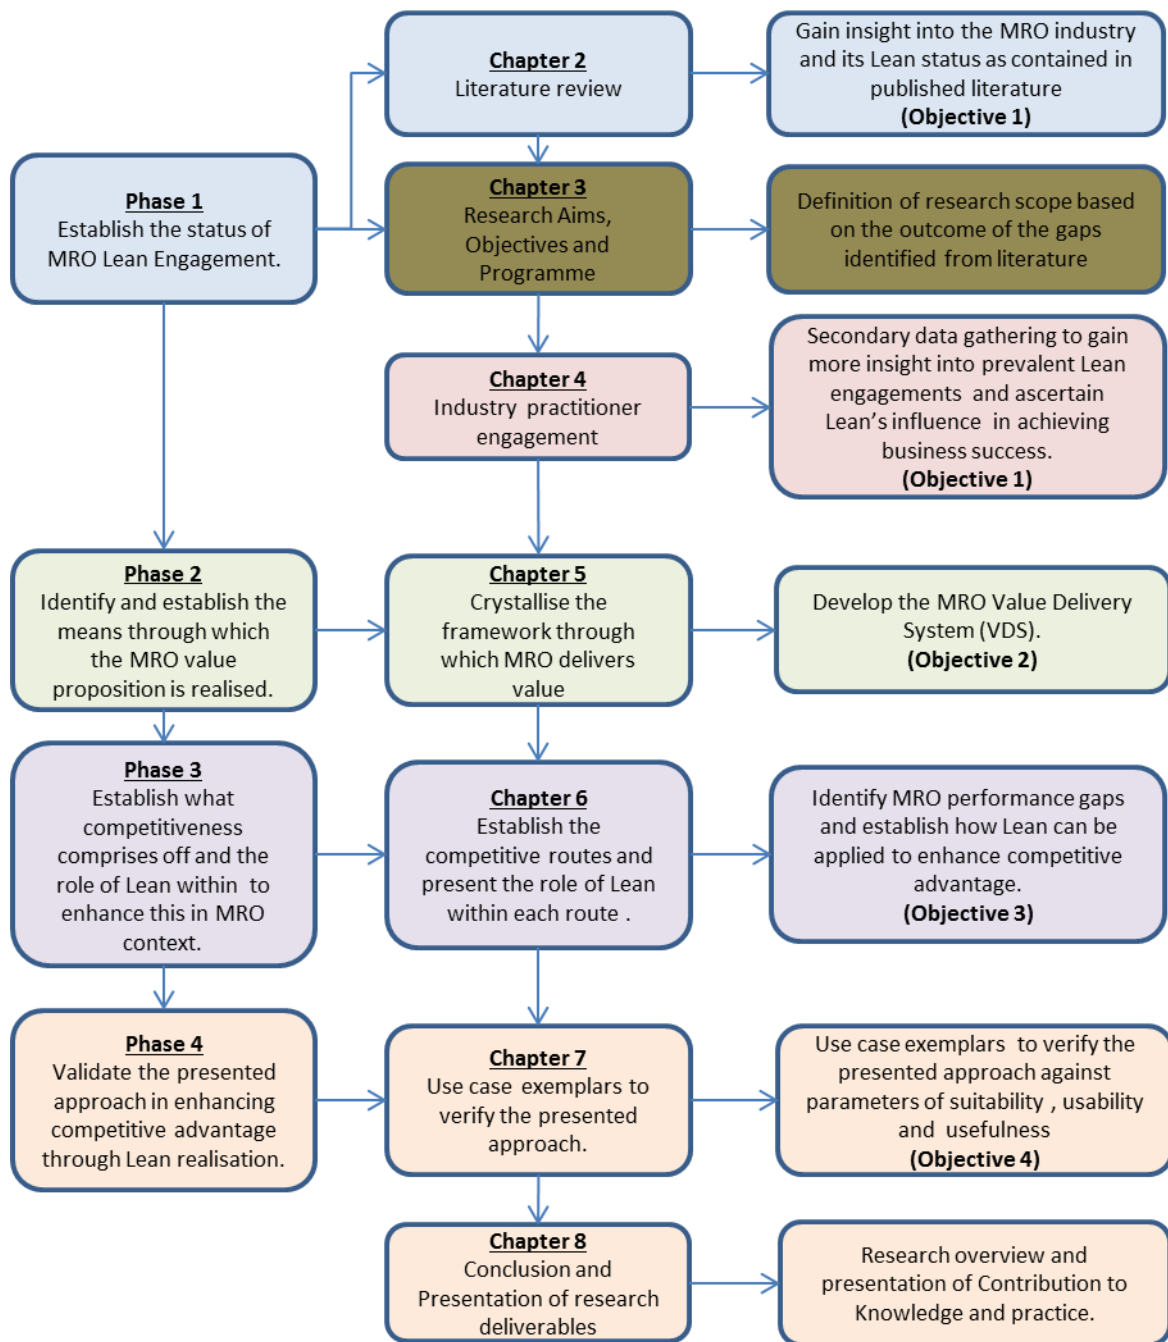 Chapter 2
Literature review
Gain insight into the MRO industry
and its Lean status as contained in
published literature
(Objective 1)
Phase 1
Establish the status of
MRO Lean Engagement.
Chapter 3
Research Aims,
Objectives and
Programme
Definition of research scope based
on the outcome of the gaps
identified from literature
Chapter 4
Industry practitioner
engagement
Secondary data gathering to gain
more insight into prevalent Lean
engagements and ascertain
Lean's influence in achieving
business success.
(Objective 1)
Phase 2
Identify and establish the
means through which
the MRO value
proposition is realised.
Chapter 5
Crystallise the
framework through
which MRO delivers
value
Develop the MRO Value Delivery
System (VDS).
(Objective 2)
Phase 3
Establish what
competitiveness
comprises off and the
role of Lean within to
enhance this in MRO
context.
Chapter 6
Establish the
competitive routes and
present the role of Lean
within each route .
Identify MRO performance gaps
and establish how Lean can be
applied to enhance competitive
advantage.
(Objective 3)
Phase 4
Validate the presented
approach in enhancing
competitive advantage
through Lean realisation.
Chapter 7
Use case exemplars to
verify the presented
approach.
Use case exemplars to verify the
presented approach against
parameters of suitability , usability
and usefulness
(Objective 4)
Chapter 8
Conclusion and
Presentation of research
deliverables
Research overview and
presentation of Contribution to
Knowledge and practice.